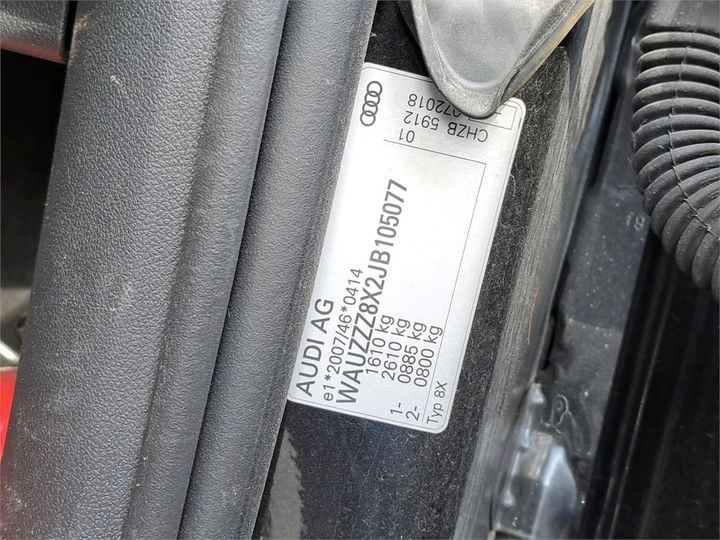 AUDI AG
e1*2007/46*0414
WAUZZZ8X2JB105077
1610 kg
2610 kg
1- 0885 kg
2- 0800 kg
Typ 8X
01
CHZB 5912
072018